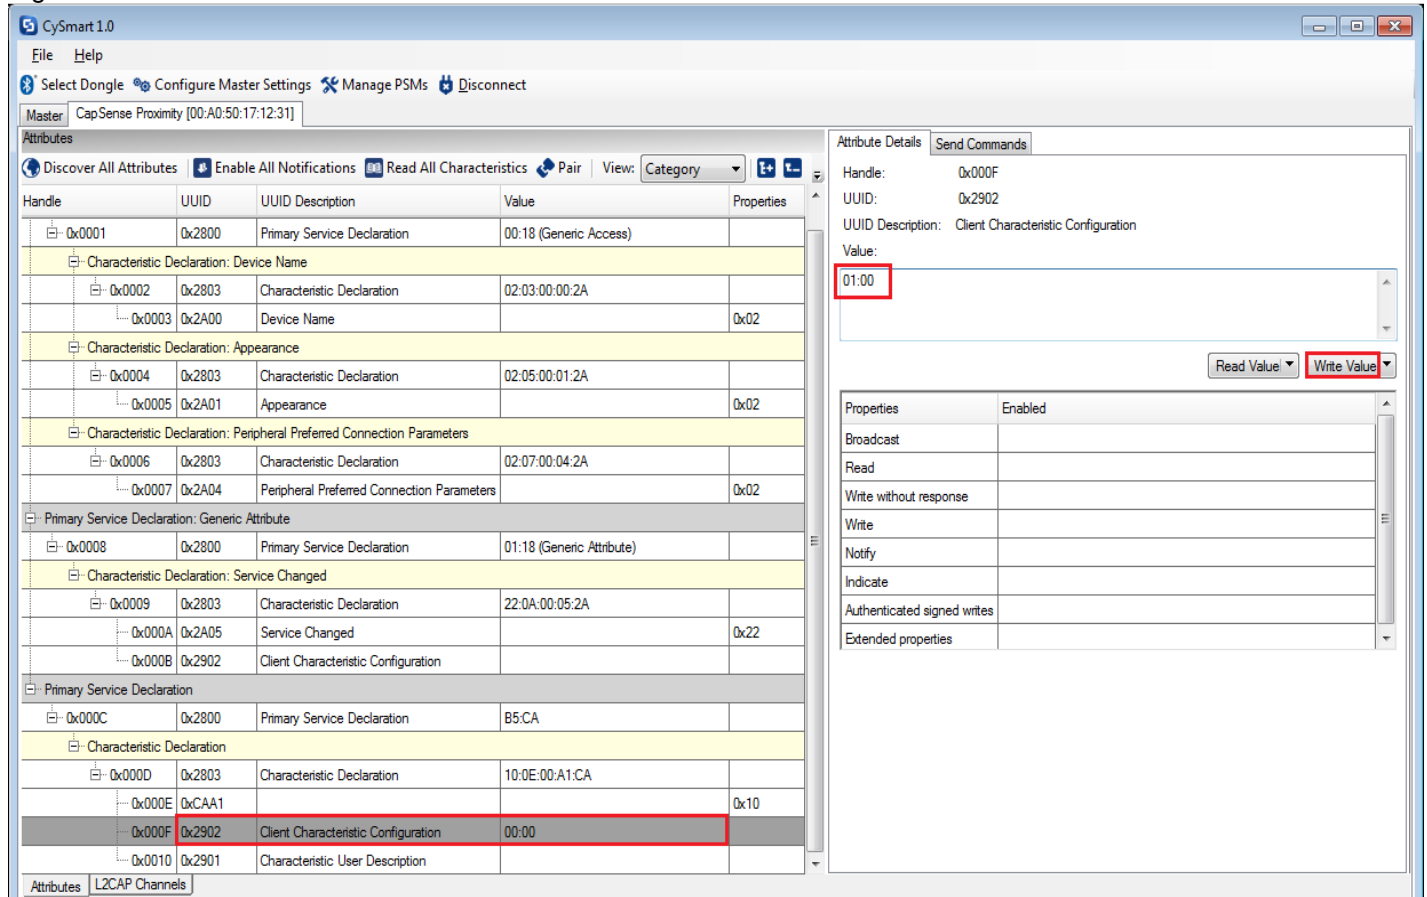 CySmart 1.0
File Help
Select Dongle Configure Master Settings Manage PSMs Disconnect
Master CapSense Proximity [00:A0:50:17:12:31]
Attributes
Discover All Attributes Enable All Notifications Read All Characteristics Pair View: Category
Handle UUID UUID Description Value Properties
0x0001 0x2800 Primary Service Declaration 00:18 (Generic Access)
Characteristic Declaration: Device Name
0x0002 0x2803 Characteristic Declaration 02:03:00:00:2A
0x0003 0x2A00 Device Name 0x02
Characteristic Declaration: Appearance
0x0004 0x2803 Characteristic Declaration 02:05:00:01:2A
0x0005 0x2A01 Appearance 0x02
Characteristic Declaration: Peripheral Preferred Connection Parameters
0x0006 0x2803 Characteristic Declaration 02:07:00:04:2A
0x0007 0x2A04 Peripheral Preferred Connection Parameters 0x02
Primary Service Declaration: Generic Attribute
0x0008 0x2800 Primary Service Declaration 01:18 (Generic Attribute)
Characteristic Declaration: Service Changed
0x0009 0x2803 Characteristic Declaration 22:0A:00:05:2A
0x000A 0x2A05 Service Changed 0x22
0x000B 0x2902 Client Characteristic Configuration
Primary Service Declaration
0x000C 0x2800 Primary Service Declaration B5:CA
Characteristic Declaration
0x000D 0x2803 Characteristic Declaration 10:0E:00:A1:CA
0x000E 0xCAA1 0x10
0x000F 0x2902 Client Characteristic Configuration 00:00
0x0010 0x2901 Characteristic User Description
Attributes L2CAP Channels
Attribute Details Send Commands
Handle: 0x000F
UUID: 0x2902
UUID Description: Client Characteristic Configuration
Value:
01:00
Read Value Write Value
Properties Enabled
Broadcast
Read
Write without response
Write
Notify
Indicate
Authenticated signed writes
Extended properties